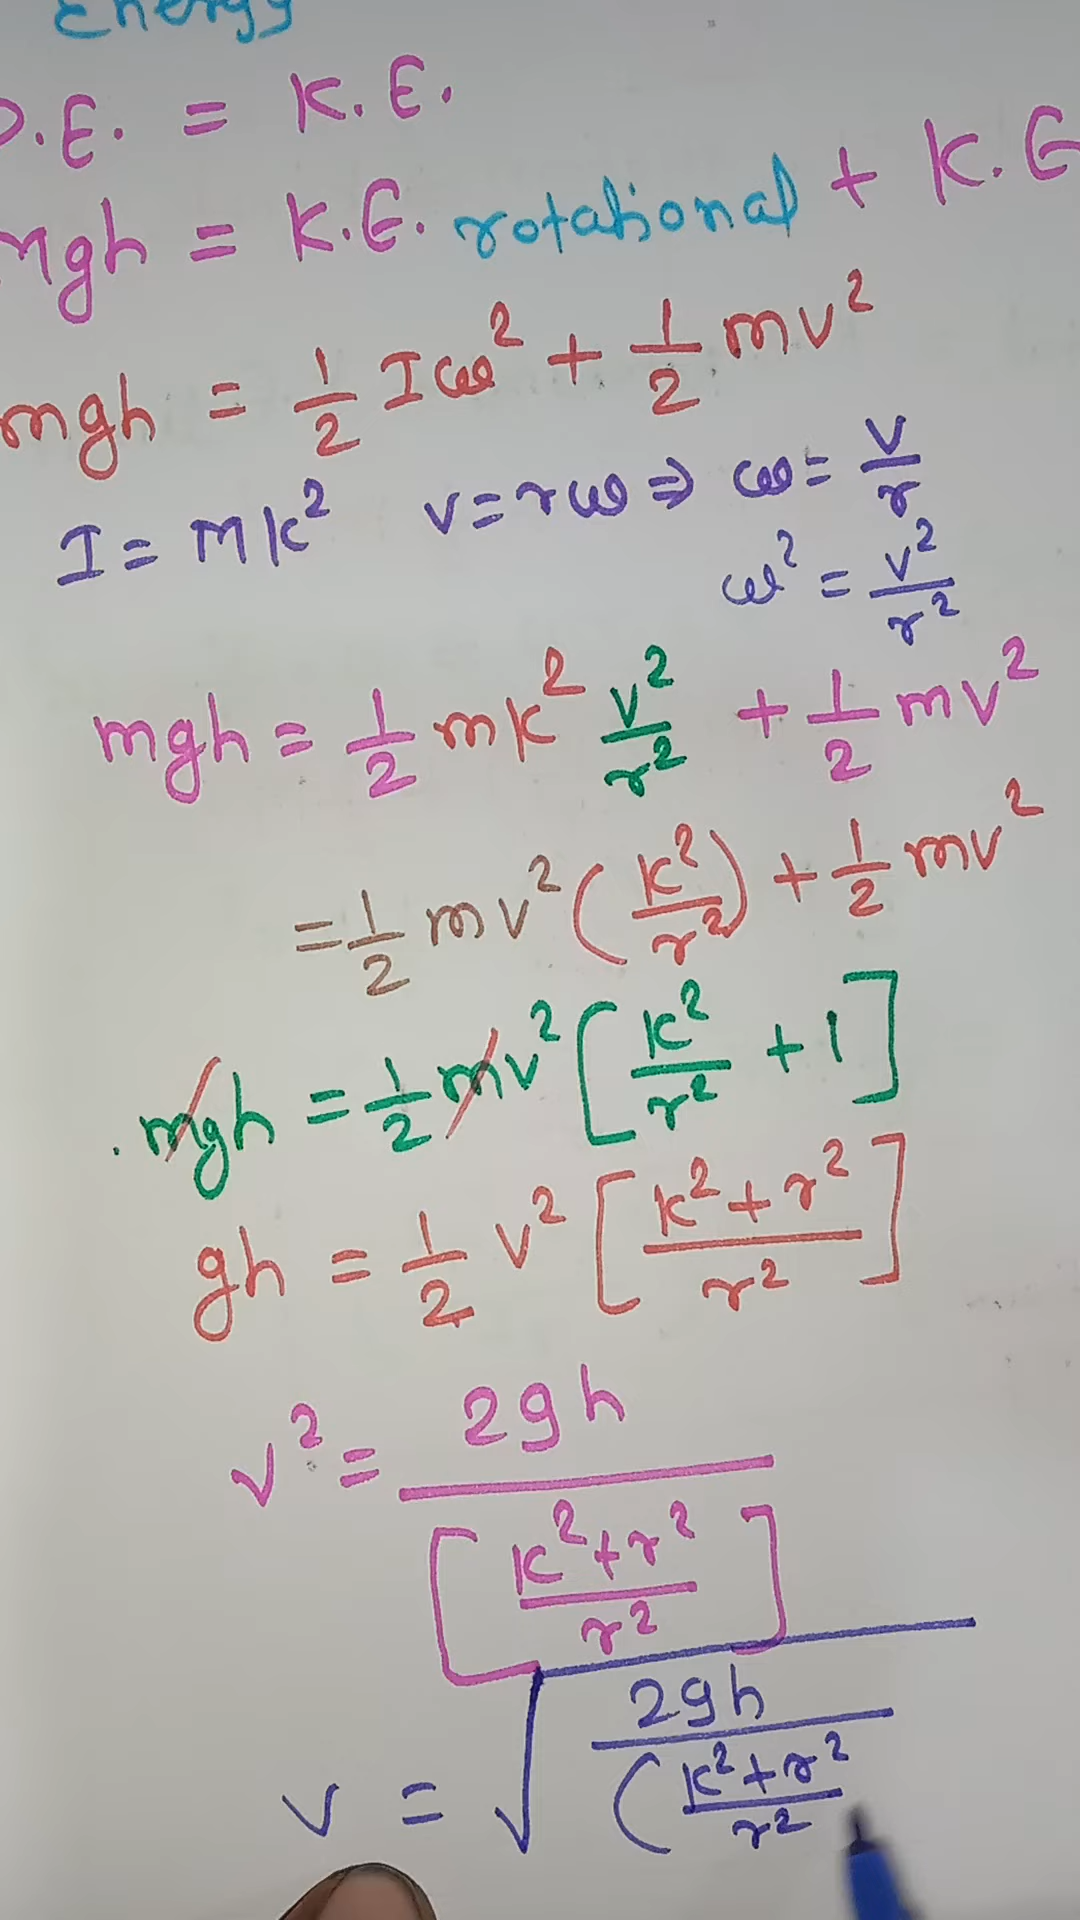 Energy
P.E. = K.E.
mgh = K.E. rotational + K.E
mgh = 1/2 Iω² + 1/2 mv²
I = mk² v = rω ⇒ ω = v/r
ω² = v²/r²
mgh = 1/2 mk² v²/r² + 1/2 mv²
= 1/2 mv² (k²/r²) + 1/2 mv²
mgh = 1/2 mv² [k²/r² + 1]
gh = 1/2 v² [k² + r²/r²]
v² = 2gh/[k² + r²/r²]
v = √2gh/(k² + r²/r²